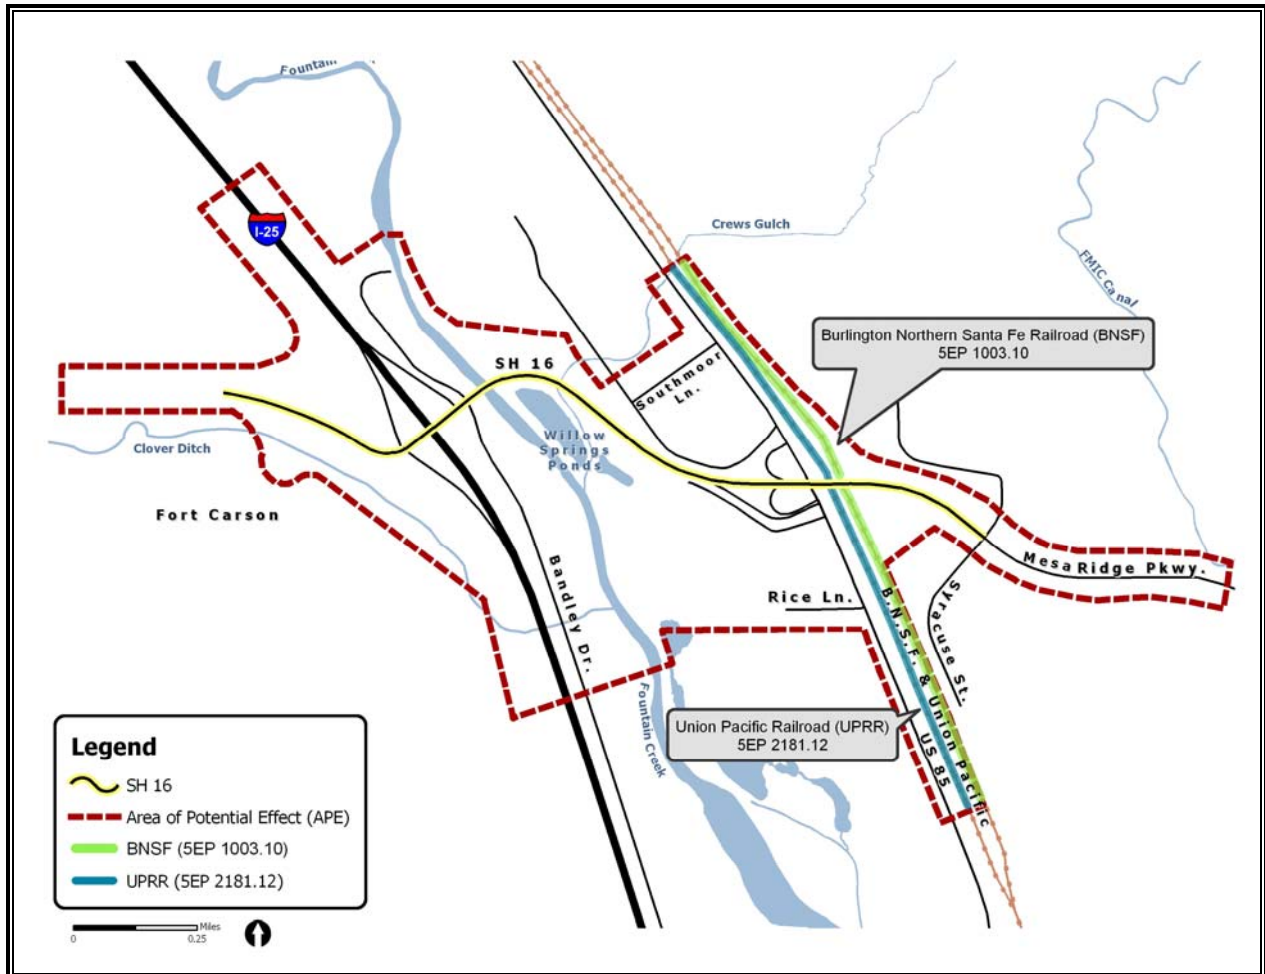 Fountain
I-25
Crews Gulch
FMIC Canal
Burlington Northern Santa Fe Railroad (BNSF)
5EP 1003.10
SH 16
Southmoor
Ln.
Clover Ditch
Willow
Springs
Ponds
Fort Carson
Mesa Ridge Pkwy.
Bandley Dr.
Rice Ln.
Syracuse St.
B.N.S.F. & Union Pacific
US 85
Fountain Creek
Union Pacific Railroad (UPRR)
5EP 2181.12
Legend
SH 16
Area of Potential Effect (APE)
BNSF (5EP 1003.10)
UPRR (5EP 2181.12)
Miles
0 0.25